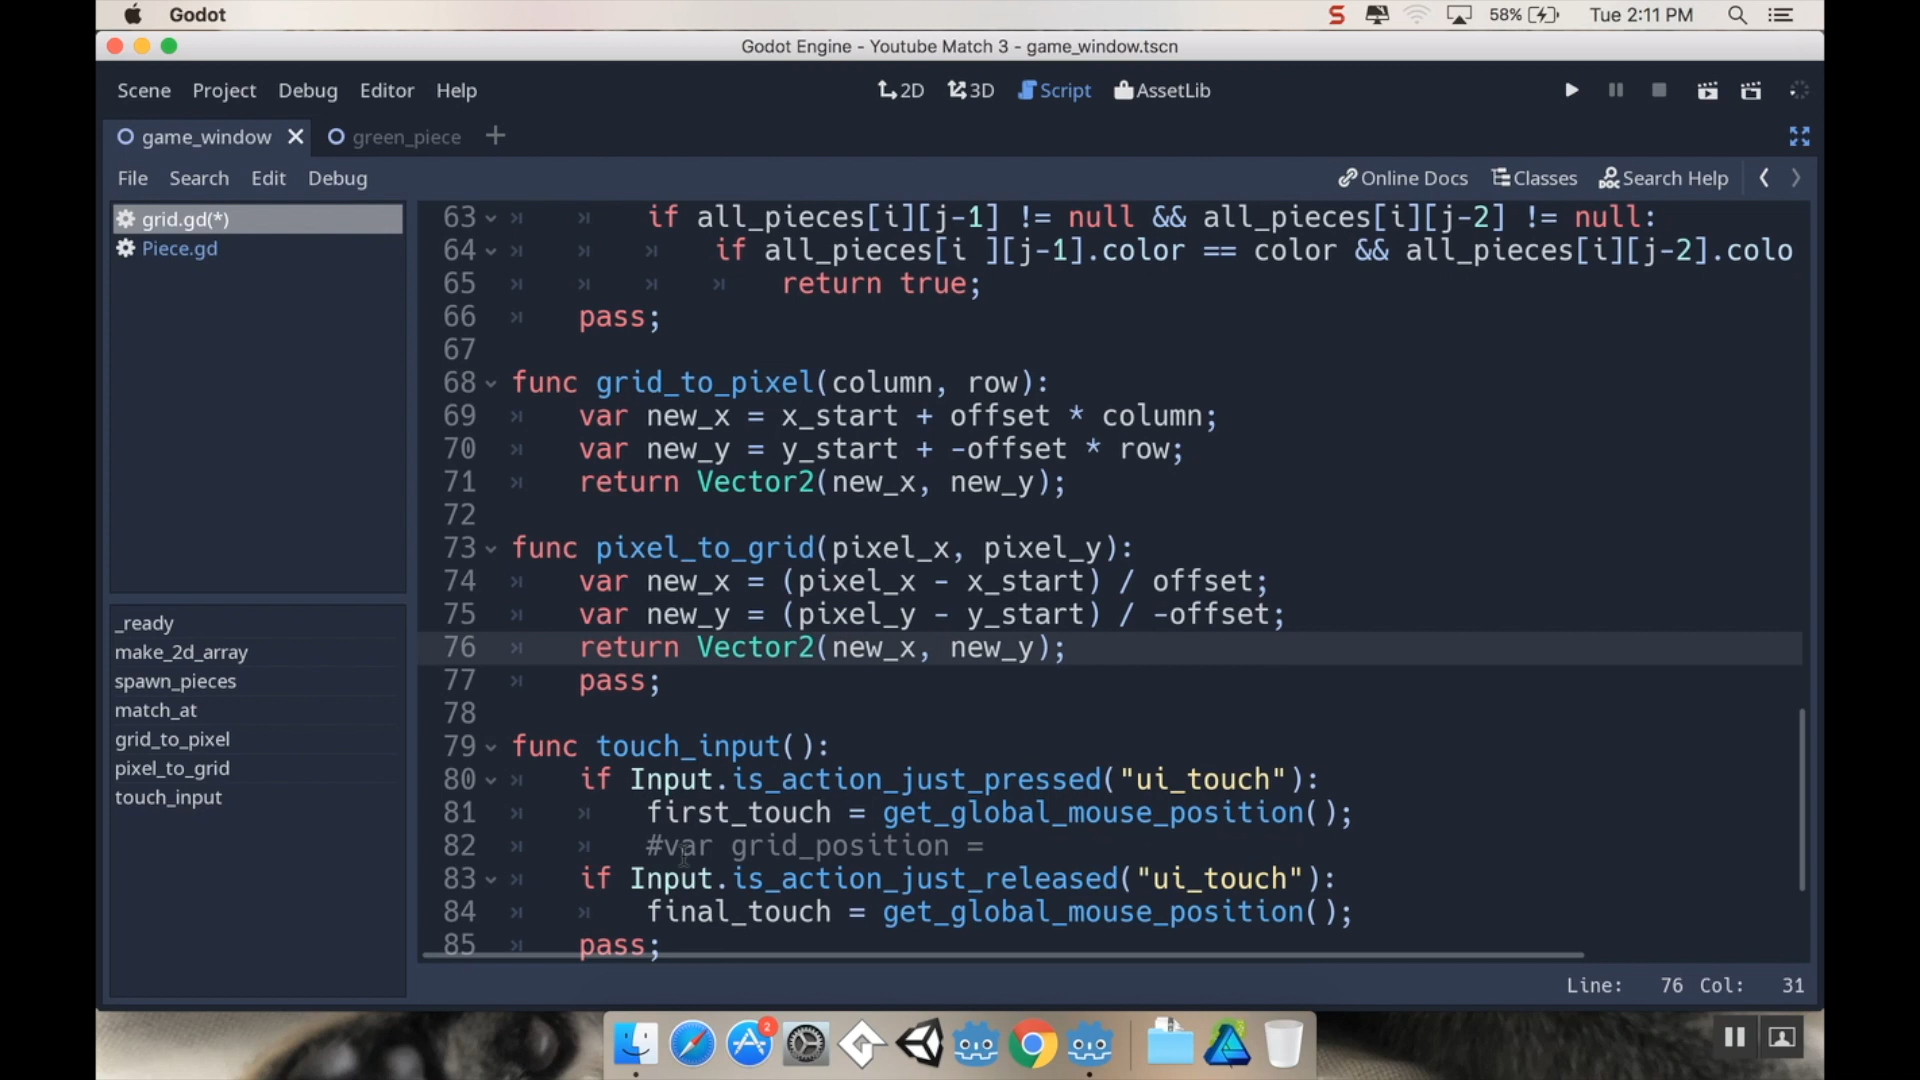 Godot
S
58%
Tue 2:11 PM
Godot Engine - Youtube Match 3 - game_window.tscn
Scene Project Debug Editor Help
2D 3D Script AssetLib
game_window green_piece
File Search Edit Debug
Online Docs Classes Search Help
grid.gd(*)
Piece.gd
_ready
make_2d_array
spawn_pieces
match_at
grid_to_pixel
pixel_to_grid
touch_input
63 if all_pieces[i][j-1] != null && all_pieces[i][j-2] != null:
64 if all_pieces[i ][j-1].color == color && all_pieces[i][j-2].colo
65 return true;
66 pass;
67
68 func grid_to_pixel(column, row):
69 var new_x = x_start + offset * column;
70 var new_y = y_start + -offset * row;
71 return Vector2(new_x, new_y);
72
73 func pixel_to_grid(pixel_x, pixel_y):
74 var new_x = (pixel_x - x_start) / offset;
75 var new_y = (pixel_y - y_start) / -offset;
76 return Vector2(new_x, new_y);
77 pass;
78
79 func touch_input():
80 if Input.is_action_just_pressed("ui_touch"):
81 first_touch = get_global_mouse_position();
82 #var grid_position =
83 if Input.is_action_just_released("ui_touch"):
84 final_touch = get_global_mouse_position();
85 pass;
Line: 76 Col: 31
2